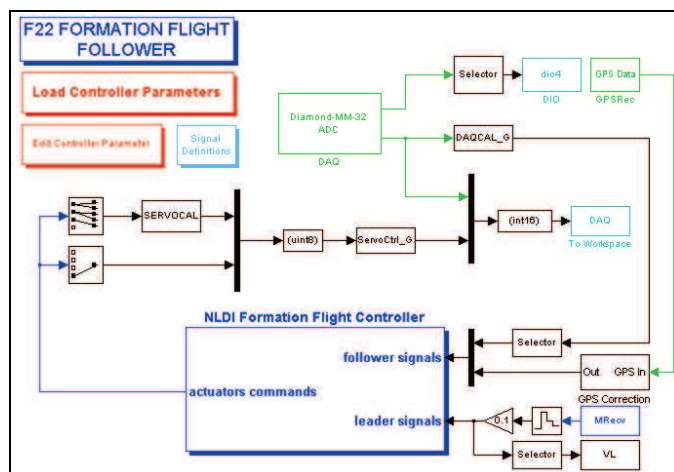 F22 FORMATION FLIGHT
FOLLOWER
Load Controller Parameters
Edit Controller Parameter
Signal
Definitions
Selector
dio4
DIO
GPS Data
GPSRec
Diamond-MM-32
ADC
DAQ
DAQCAL_G
SERVOCAL
(uint8)
ServoCtrl_G
(int16)
DAQ
To Workspace
NLDI Formation Flight Controller
follower signals
actuators commands
leader signals
Selector
Out
GPS In
GPS Correction
0.1
MRecv
Selector
VL